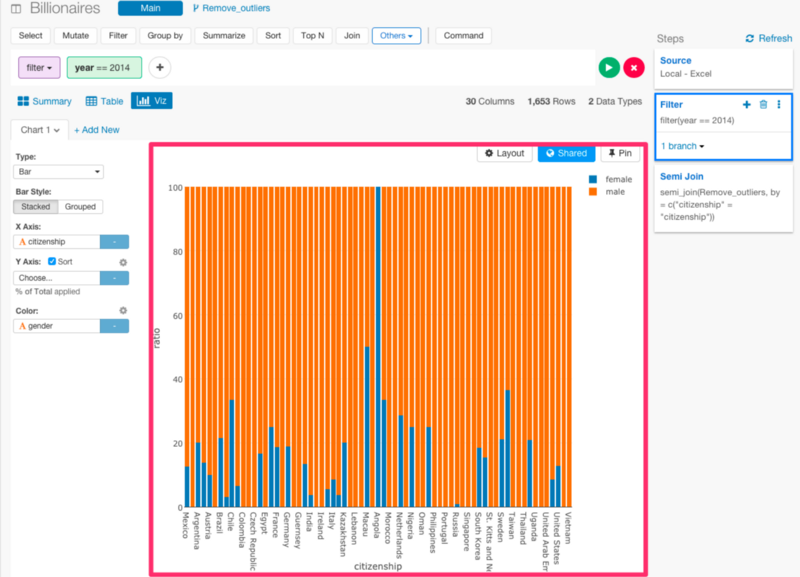 Billionaires
Main
Remove_outliers
Select
Mutate
Filter
Group by
Summarize
Sort
Top N
Join
Others
Command
filter
year == 2014
+
Summary
Table
Viz
30 Columns
1,653 Rows
2 Data Types
Chart 1
+ Add New
Type:
Bar
Bar Style:
Stacked
Grouped
X Axis:
A citizenship
-
Y Axis:
Sort
Choose...
-
% of Total applied
Color:
A gender
-
Layout
Shared
Pin
female
male
100
80
60
40
20
0
ratio
Mexico
Argentina
Austria
Brazil
Chile
Colombia
Czech Republic
Egypt
France
Germany
Guernsey
India
Ireland
Italy
Kazakhstan
Lebanon
Macau
Angola
Morocco
Netherlands
Nigeria
Oman
Philippines
Portugal
Russia
Singapore
South Korea
St. Kitts and Ne
Sweden
Taiwan
Thailand
Uganda
United Arab Em
United States
Vietnam
citizenship
Steps
Refresh
Source
Local - Excel
Filter
filter(year == 2014)
1 branch
Semi Join
semi_join(Remove_outliers, by
= c("citizenship" =
"citizenship"))